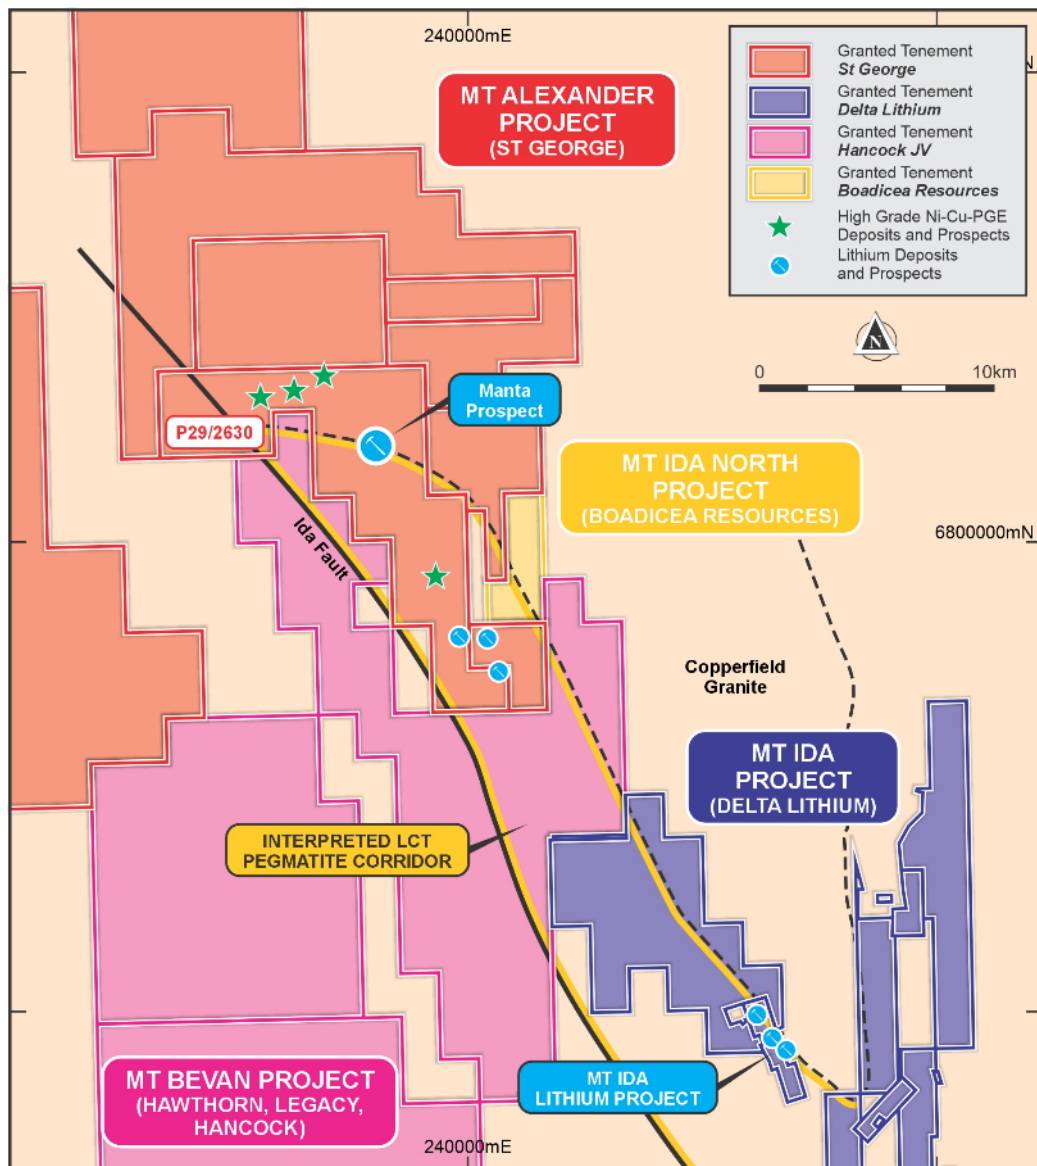 240000mE
MT ALEXANDER
PROJECT
(ST GEORGE)
Granted Tenement
St George
Granted Tenement
Delta Lithium
Granted Tenement
Hancock JV
Granted Tenement
Boadicea Resources
High Grade Ni-Cu-PGE
Deposits and Prospects
Lithium Deposits
and Prospects
N
N
0
10km
Manta
Prospect
P29/2630
MT IDA NORTH
PROJECT
(BOADICEA RESOURCES)
6800000mN
Ida Fault
Copperfield
Granite
MT IDA
PROJECT
(DELTA LITHIUM)
INTERPRETED LCT
PEGMATITE CORRIDOR
MT BEVAN PROJECT
(HAWTHORN, LEGACY,
HANCOCK)
MT IDA
LITHIUM PROJECT
240000mE